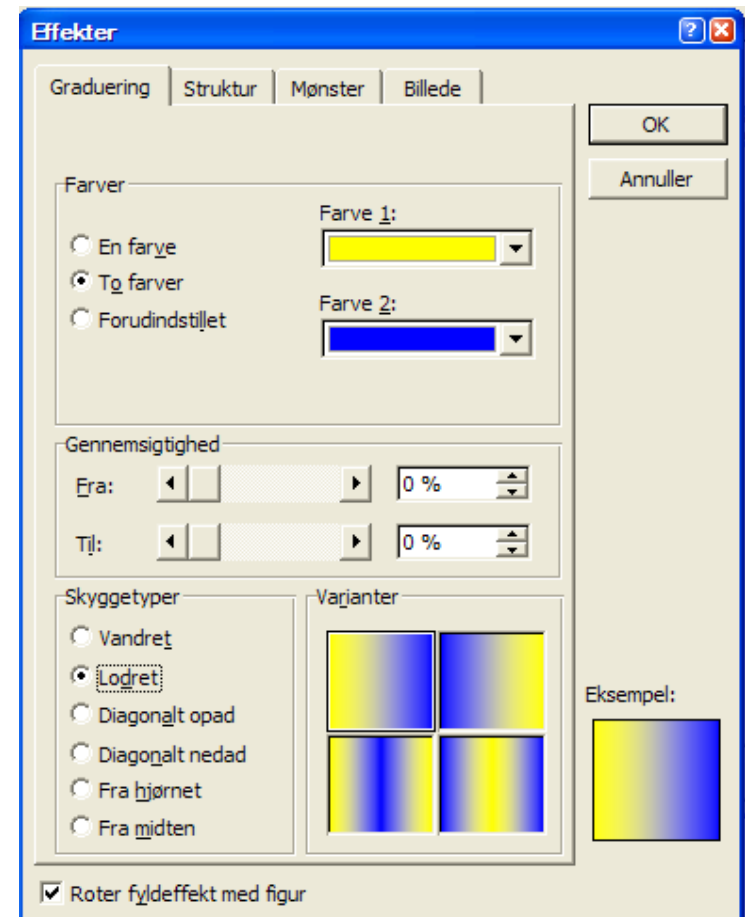 Effekter
Graduering Struktur Mønster Billede
OK
Annuller
Farver
En farve
To farver
Forudindstillet
Farve 1:
Farve 2:
Gennemsigtighed
Fra: 0 %
Til: 0 %
Skyggetyper
Vandret
Lodret
Diagonalt opad
Diagonalt nedad
Fra hjørnet
Fra midten
Varianter
Eksempel:
Roter fyldeffekt med figur